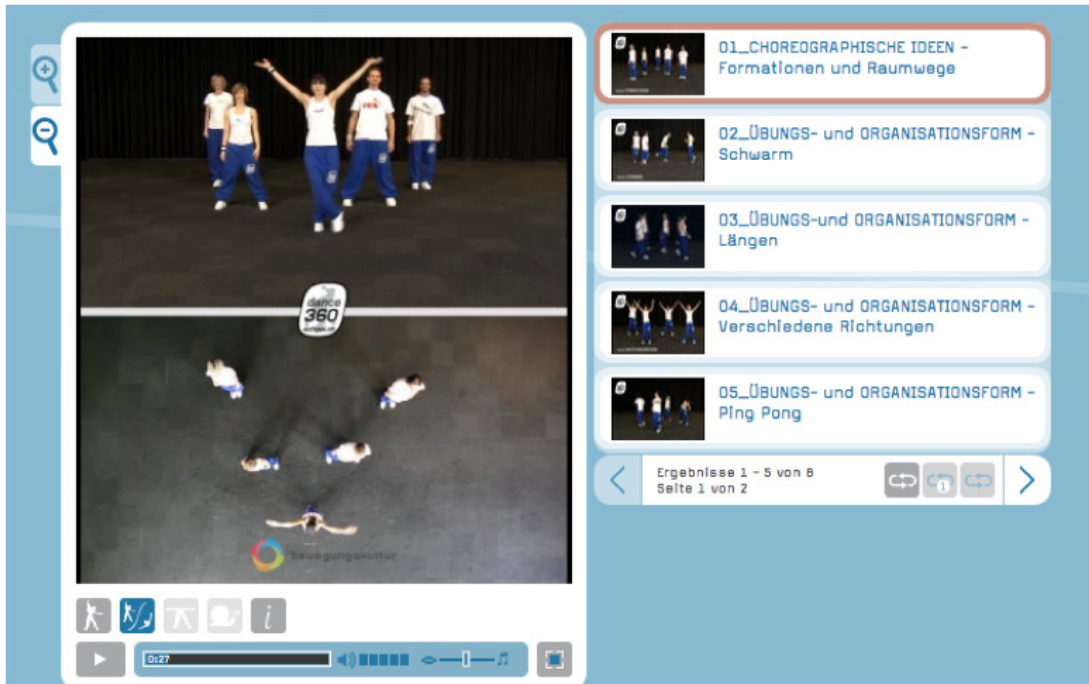 dance
360
bewegungskultur
0:27
01_CHOREOGRAPHISCHE IDEEN -
Formationen und Raumwege
02_ÜBUNGS- und ORGANISATIONSFORM -
Schwarm
03_ÜBUNGS-und ORGANISATIONSFORM -
Längen
04_ÜBUNGS- und ORGANISATIONSFORM -
Verschiedene Richtungen
05_ÜBUNGS- und ORGANISATIONSFORM -
Ping Pong
Ergebnisse 1 - 5 von 8
Seite 1 von 2
1